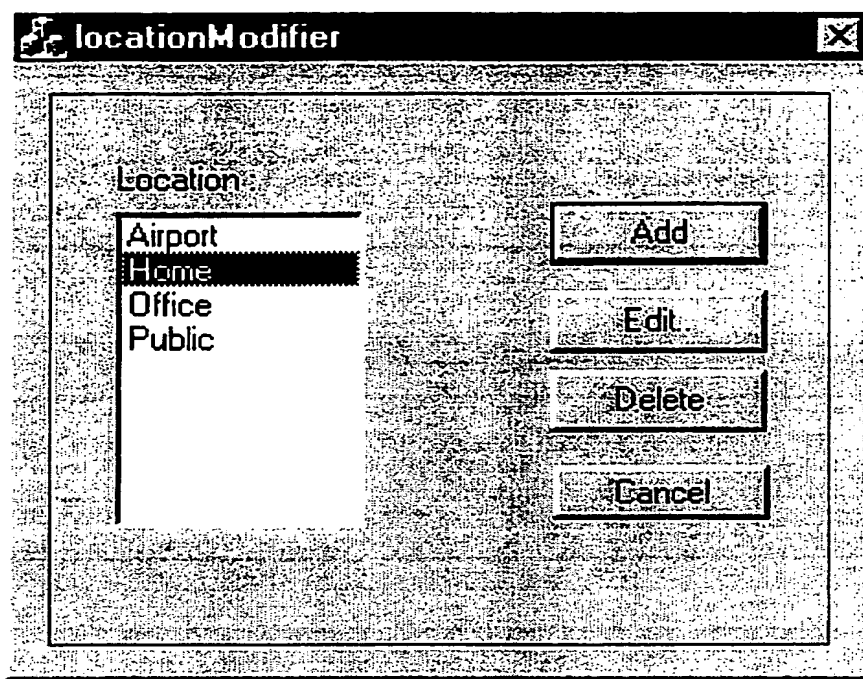 locationModifier
Location:
Airport
Home
Office
Public
Add
Edit..
Delete
Cancel